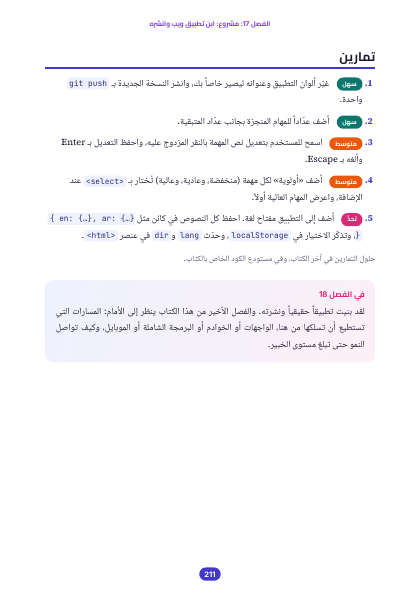 الفصل 17: مشروع: ابنِ تطبيق ويب وانشره
تمارين
1. سهل غيّر ألوان التطبيق وعنوانه ليصير خاصاً بك، وانشر النسخة الجديدة بـ git push
واحدة.
2. سهل أضف عدّاداً للمهام المنجزة بجانب عدّاد المتبقية.
3. متوسط اسمح للمستخدم بتعديل نص المهمة بالنقر المزدوج عليه، واحفظ التعديل بـ Enter
وألغه بـ Escape.
4. متوسط أضف «أولوية» لكل مهمة (منخفضة، وعادية، وعالية) تُختار بـ <select> عند
الإضافة، واعرض المهام العالية أولاً.
5. تحدٍّ أضف إلى التطبيق مفتاح لغة. احفظ كل النصوص في كائن مثل { en: {…}, ar: {…}
}، وتذكّر الاختيار في localStorage، وحدّث lang و dir في عنصر <html>.
حلول التمارين في آخر الكتاب، وفي مستودع الكود الخاص بالكتاب.
في الفصل 18
لقد بنيت تطبيقاً حقيقياً ونشرته. والفصل الأخير من هذا الكتاب ينظر إلى الأمام: المسارات التي
تستطيع أن تسلكها من هنا، الواجهات أو الخوادم أو البرمجة الشاملة أو الموبايل، وكيف تواصل
النمو حتى تبلغ مستوى الخبير.
211